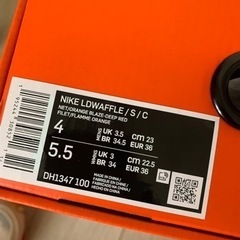 NIKE LDWAFFLE / S / C
NET/ORANGE BLAZE-DEEP RED
FILET/FLAMME ORANGE
4
UK 3.5
BR 34.5
cm 23
EUR 36
5.5
UK 3
BR 34
cm 22.5
EUR 36
DH1347 100
MADE IN CHINA